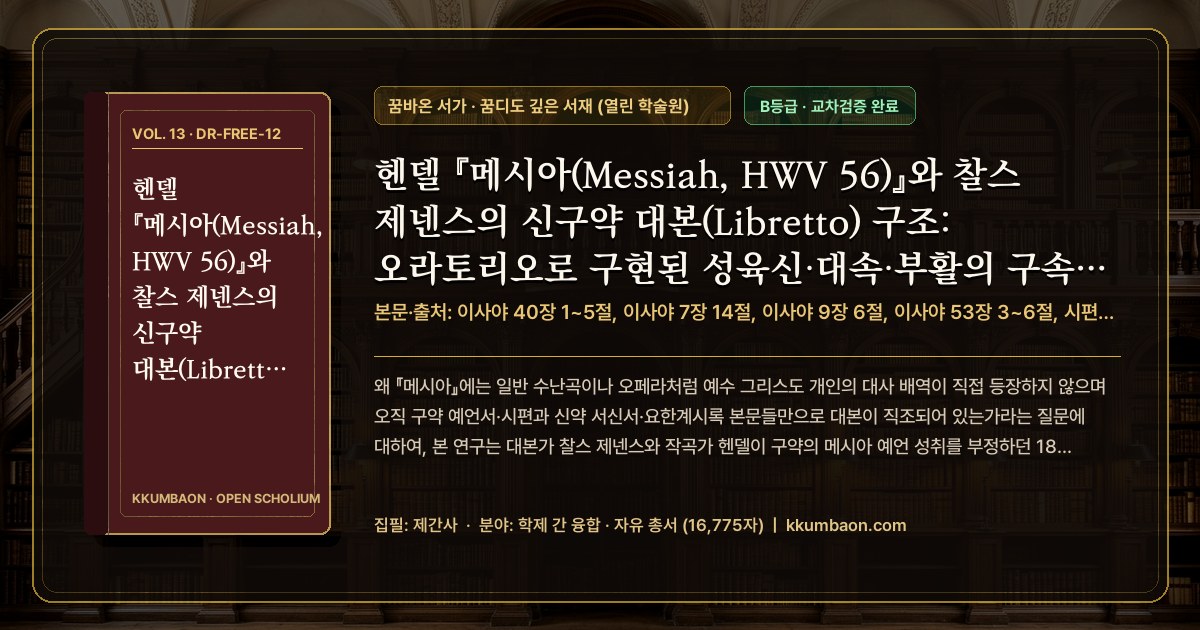 VOL. 13 · DR-FREE-12
헨델
『메시아(Messiah,
HWV 56)』와
찰스 제넨스의
신구약
대본(Librett…
KKUMBAON · OPEN SCHOLIUM
꿈바온 서가 · 꿈디도 깊은 서재 (열린 학술원)
B등급 · 교차검증 완료
헨델 『메시아(Messiah, HWV 56)』와 찰스
제넨스의 신구약 대본(Libretto) 구조:
오라토리오로 구현된 성육신·대속·부활의 구속…
본문·출처: 이사야 40장 1~5절, 이사야 7장 14절, 이사야 9장 6절, 이사야 53장 3~6절, 시편...
왜 『메시아』에는 일반 수난곡이나 오페라처럼 예수 그리스도 개인의 대사 배역이 직접 등장하지 않으며
오직 구약 예언서·시편과 신약 서신서·요한계시록 본문들만으로 대본이 직조되어 있는가라는 질문에
대하여, 본 연구는 대본가 찰스 제넨스와 작곡가 헨델이 구약의 메시아 예언 성취를 부정하던 18...
집필: 제간사 · 분야: 학제 간 융합 · 자유 총서 (16,775자) | kkumbaon.com